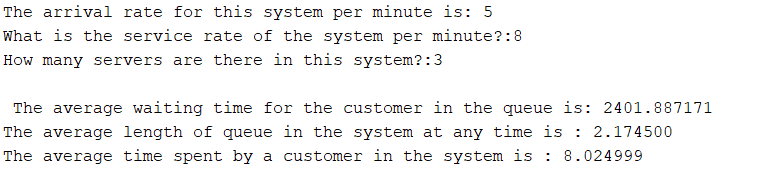 The arrival rate for this system per minute is: 5
What is the service rate of the system per minute?:8
How many servers are there in this system?:3
The average waiting time for the customer in the queue is: 2401.887171
The average length of queue in the system at any time is : 2.174500
The average time spent by a customer in the system is : 8.024999